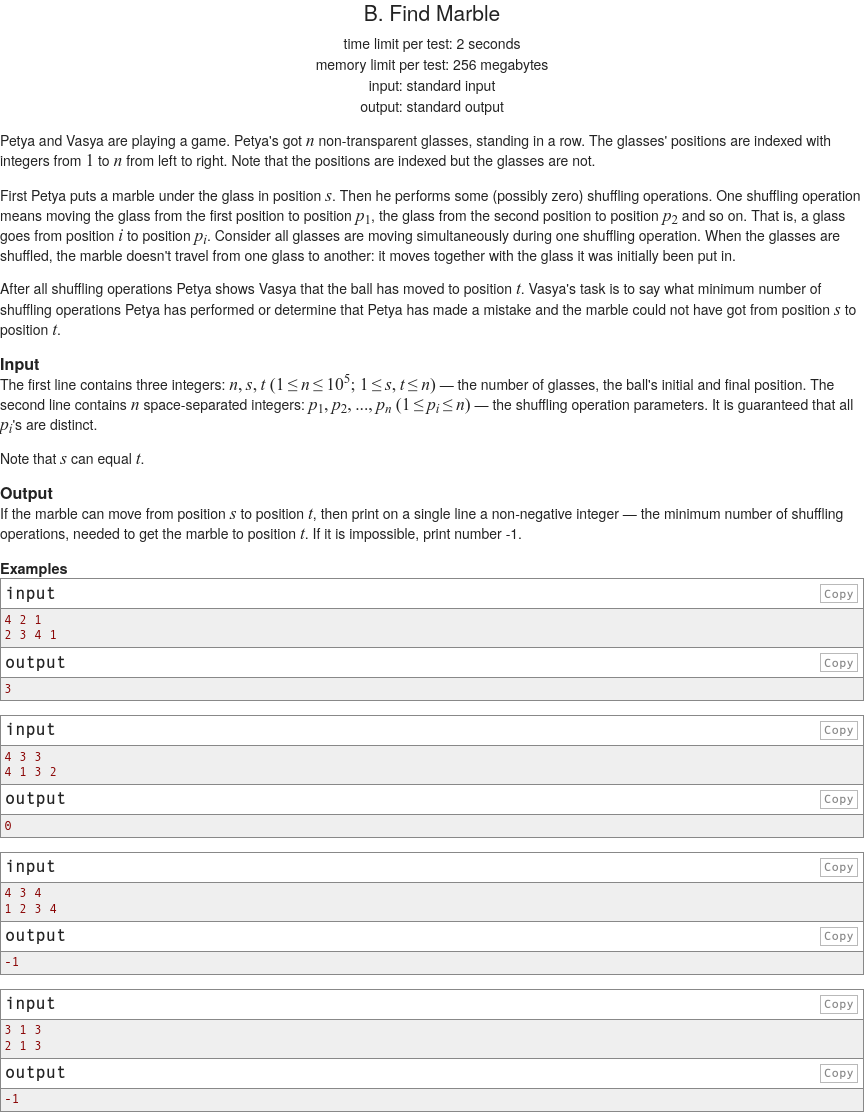 B. Find Marble
time limit per test: 2 seconds
memory limit per test: 256 megabytes
input: standard input
output: standard output
Petya and Vasya are playing a game. Petya's got n non-transparent glasses, standing in a row. The glasses' positions are indexed with
integers from 1 to n from left to right. Note that the positions are indexed but the glasses are not.
First Petya puts a marble under the glass in position s. Then he performs some (possibly zero) shuffling operations. One shuffling operation
means moving the glass from the first position to position p1, the glass from the second position to position p2 and so on. That is, a glass
goes from position i to position pi. Consider all glasses are moving simultaneously during one shuffling operation. When the glasses are
shuffled, the marble doesn't travel from one glass to another: it moves together with the glass it was initially been put in.
After all shuffling operations Petya shows Vasya that the ball has moved to position t. Vasya's task is to say what minimum number of
shuffling operations Petya has performed or determine that Petya has made a mistake and the marble could not have got from position s to
position t.
Input
The first line contains three integers: n, s, t (1 ≤ n ≤ 10^5; 1 ≤ s, t ≤ n) — the number of glasses, the ball's initial and final position. The
second line contains n space-separated integers: p1, p2, ..., pn (1 ≤ pi ≤ n) — the shuffling operation parameters. It is guaranteed that all
pi's are distinct.
Note that s can equal t.
Output
If the marble can move from position s to position t, then print on a single line a non-negative integer — the minimum number of shuffling
operations, needed to get the marble to position t. If it is impossible, print number -1.
Examples
input Copy
4 2 1
2 3 4 1
output Copy
3
input Copy
4 3 3
4 1 3 2
output Copy
0
input Copy
4 3 4
1 2 3 4
output Copy
-1
input Copy
3 1 3
2 1 3
output Copy
-1